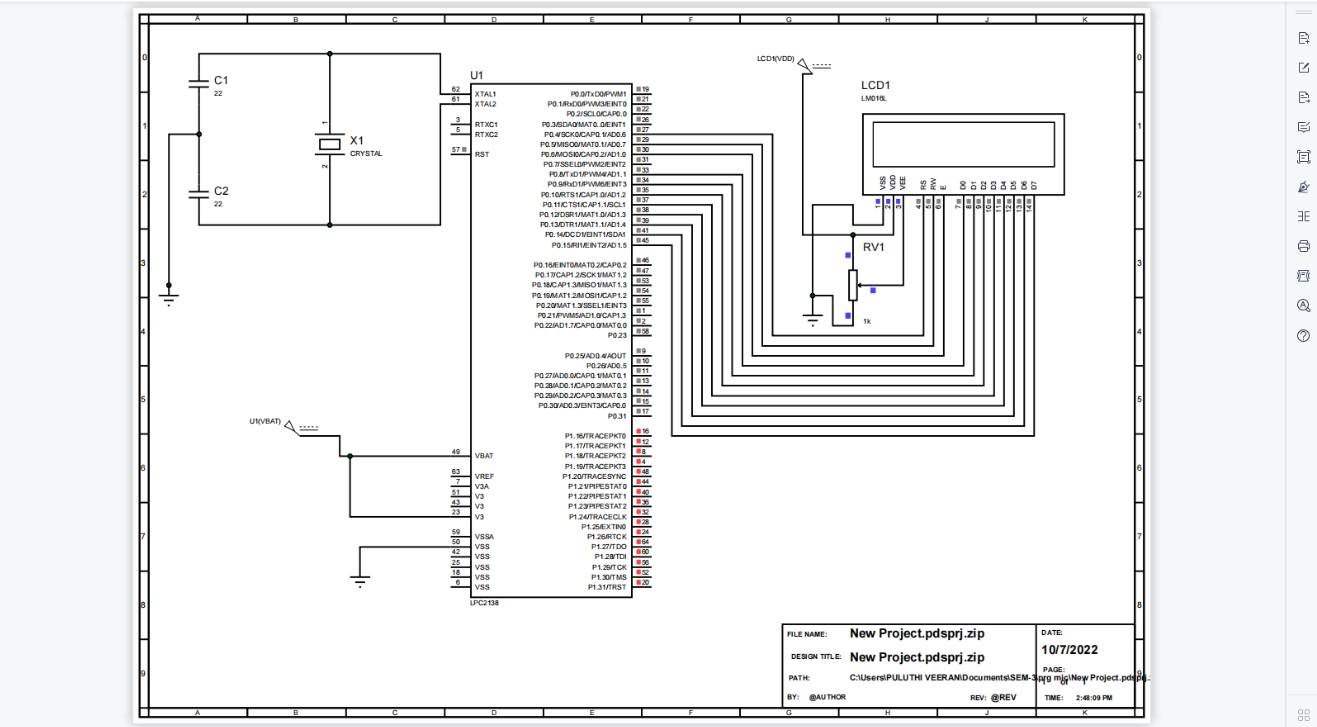 A B C D E F G H J K
0 0
1 1
2 2
3 3
4 4
5 5
6 6
7 7
8 8
9 9
C1
22
C2
22
1
X1
CRYSTAL
2
U1
62 XTAL1
61 XTAL2
3 RTXC1
5 RTXC2
57 RST
49 VBAT
63 VREF
7 V3A
51 V3
43 V3
23 V3
59 VSSA
50 VSS
42 VSS
25 VSS
18 VSS
6 VSS
P0.0/TxD0/PWM1 19
P0.1/RxD0/PWM3/EINT0 21
P0.2/SCL0/CAP0.0 22
P0.3/SDA0/MAT0..0/EINT1 26
P0.4/SCK0/CAP0.1/AD0.6 27
P0.5/MISO0/MAT0.1/AD0.7 29
P0.6/MOSI0/CAP0.2/AD1.0 30
P0.7/SSEL0/PWM2/EINT2 31
P0.8/TxD1/PWM4/AD1.1 33
P0.9/RxD1/PWM6/EINT3 34
P0.10/RTS1/CAP1.0/AD1.2 35
P0.11/CTS1/CAP1.1/SCL1 37
P0.12/DSR1/MAT1.0/AD1.3 38
P0.13/DTR1/MAT1.1/AD1.4 39
P0.14/DCD1/EINT1/SDA1 41
P0.15/RI1/EINT2/AD1.5 45
P0.16/EINT0/MAT0.2/CAP0.2 46
P0.17/CAP1.2/SCK1/MAT1.2 47
P0.18/CAP1.3/MISO1/MAT1.3 53
P0.19/MAT1.2/MOSI1/CAP1.2 54
P0.20/MAT1.3/SSEL1/EINT3 55
P0.21/PWM5/AD1.6/CAP1.3 1
P0.22/AD1.7/CAP0.0/MAT0.0 2
P0.23 58
P0.25/AD0.4/AOUT 9
P0.26/AD0.5 10
P0.27/AD0.0/CAP0.1/MAT0.1 11
P0.28/AD0.1/CAP0.2/MAT0.2 13
P0.29/AD0.2/CAP0.3/MAT0.3 14
P0.30/AD0.3/EINT3/CAP0.0 15
P0.31 17
P1.16/TRACEPKT0 16
P1.17/TRACEPKT1 12
P1.18/TRACEPKT2 8
P1.19/TRACEPKT3 4
P1.20/TRACESYNC 48
P1.21/PIPESTAT0 44
P1.22/PIPESTAT1 40
P1.23/PIPESTAT2 36
P1.24/TRACECLK 32
P1.25/EXTIN0 28
P1.26/RTCK 24
P1.27/TDO 64
P1.28/TDI 60
P1.29/TCK 56
P1.30/TMS 52
P1.31/TRST 20
LPC2138
U1(VBAT)
LCD1(VDD)
LCD1
LM016L
VSS VDD VEE RS RW E D0 D1 D2 D3 D4 D5 D6 D7
1 2 3 4 5 6 7 8 9 10 11 12 13 14
RV1
1k
FILE NAME: New Project.pdsprj.zip
DESIGN TITLE: New Project.pdsprj.zip
PATH: C:\Users\PULUTHI VEERAN\Documents\SEM-3\prg mic\New Project.pdsprj.
BY: @AUTHOR REV: @REV
DATE:
10/7/2022
PAGE:
1 of 1
TIME: 2:48:09 PM
A B C D E F G H J K